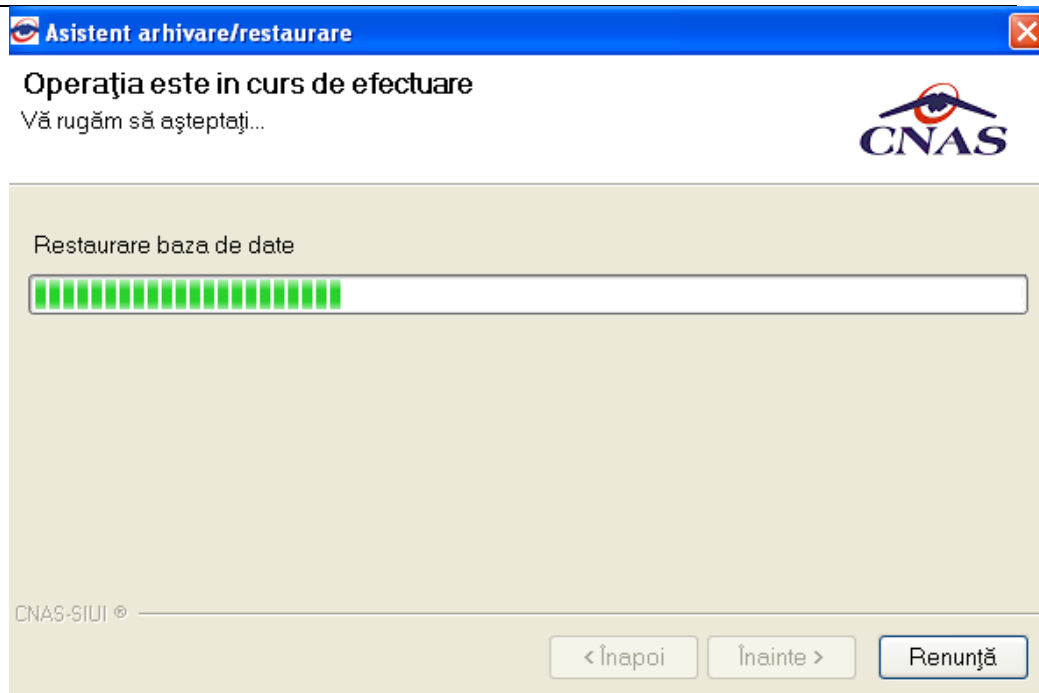 Asistent arhivare/restaurare
Operaţia este in curs de efectuare
Vă rugăm să aşteptaţi...
CNAS
Restaurare baza de date
CNAS-SIUI ®
< Înapoi
Înainte >
Renunţă